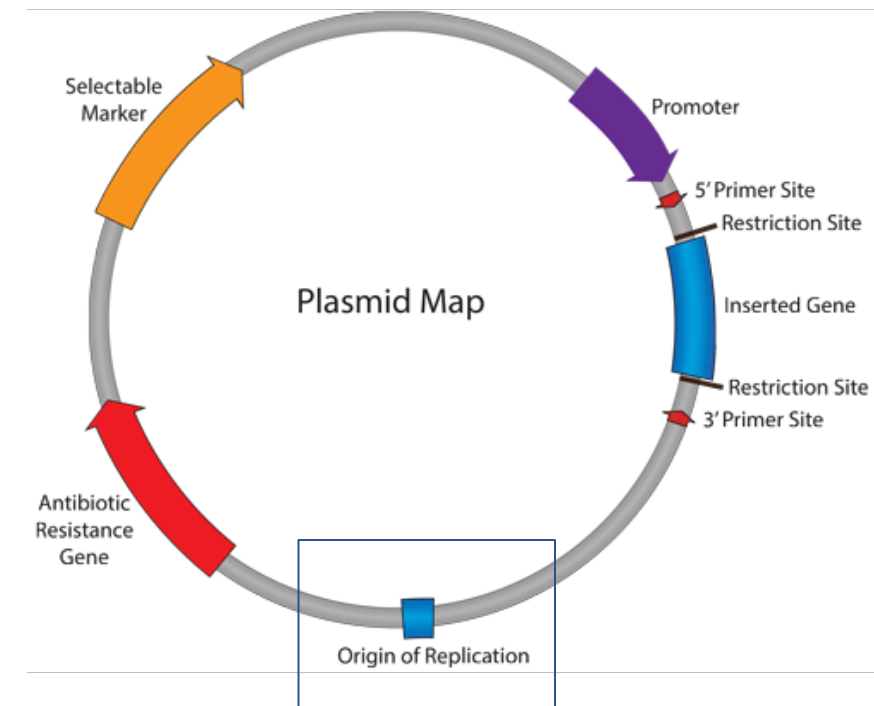 Selectable
Marker
Promoter
5' Primer Site
Restriction Site
Plasmid Map
Inserted Gene
Restriction Site
3' Primer Site
Antibiotic
Resistance
Gene
Origin of Replication